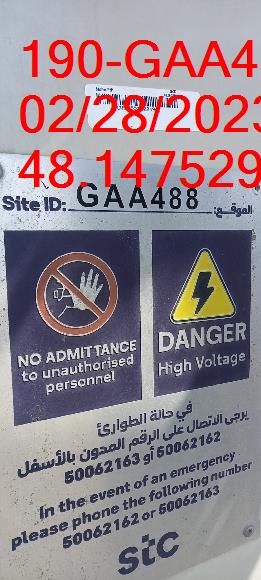 190-GAA4
02/28/2023
48.147529
Site ID: GAA488 الموقع:
NO ADMITTANCE
to unauthorised
personnel
DANGER
High Voltage
في حالة الطوارئ
يرجى الاتصال على الرقم المدون بالأسفل
50062162 أو 50062163
In the event of an emergency
please phone the following number
50062162 or 50062163
stc